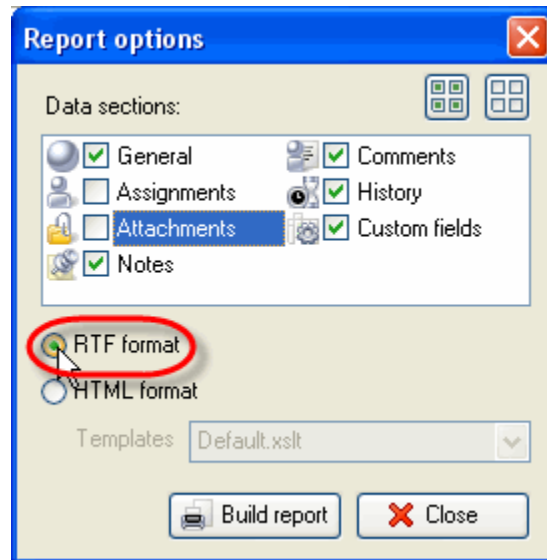 Report options
Data sections:
General
Comments
Assignments
History
Attachments
Custom fields
Notes
RTF format
HTML format
Templates Default.xslt
Build report Close